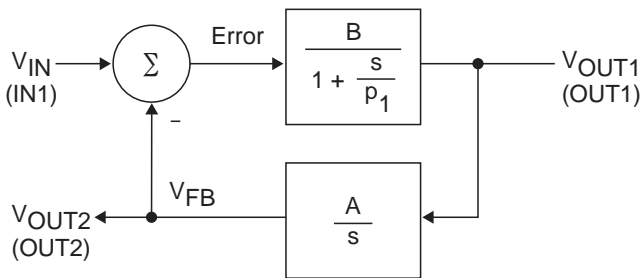 Error
V_IN
(IN1)
Σ
−
B
1 + s
p_1
V_OUT1
(OUT1)
V_FB
V_OUT2
(OUT2)
A
s